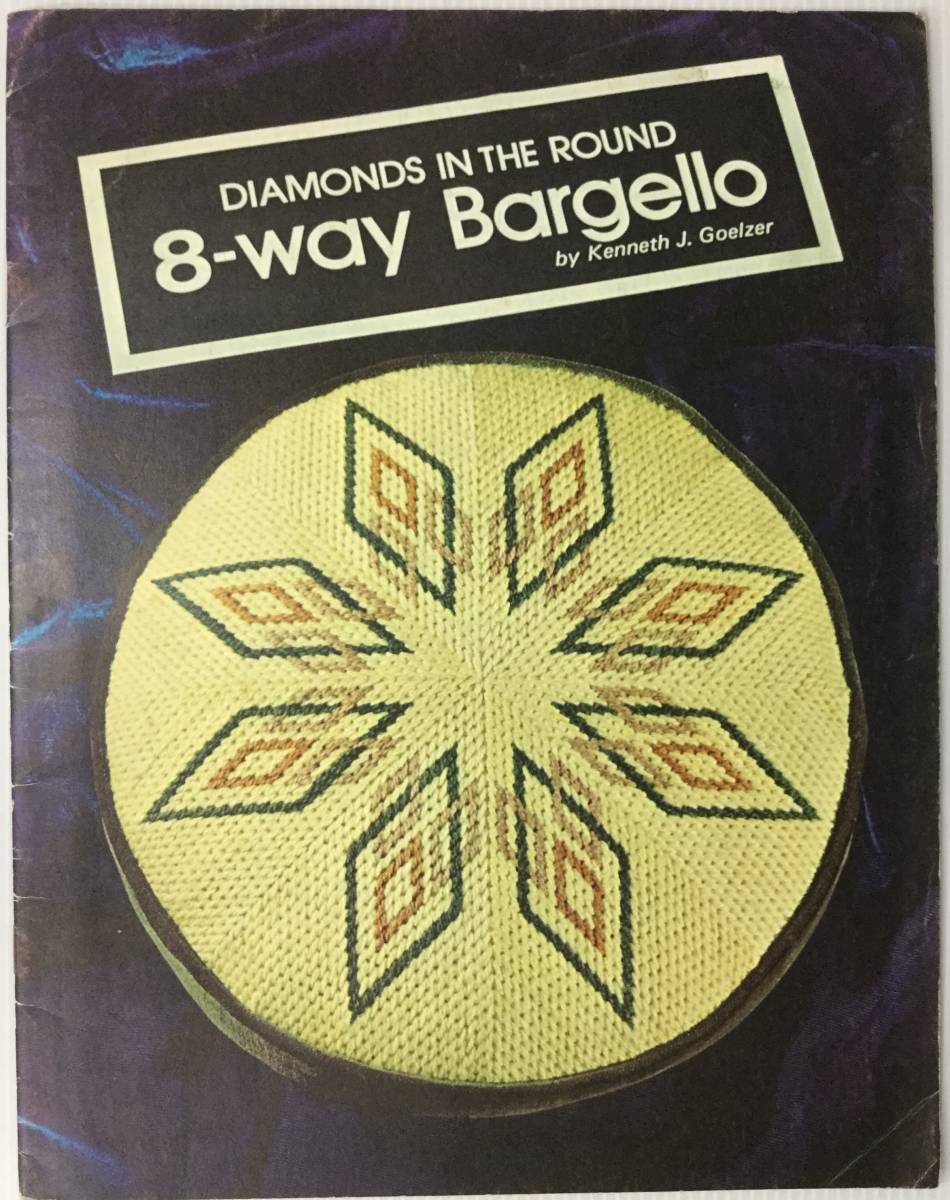 DIAMONDS IN THE ROUND
8-way Bargello
by Kenneth J. Goelzer